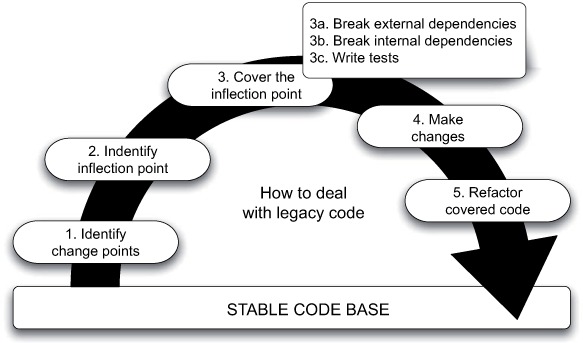 3a. Break external dependencies
3b. Break internal dependencies
3c. Write tests
3. Cover the
inflection point
4. Make
changes
2. Indentify
inflection point
How to deal
with legacy code
5. Refactor
covered code
1. Identify
change points
STABLE CODE BASE